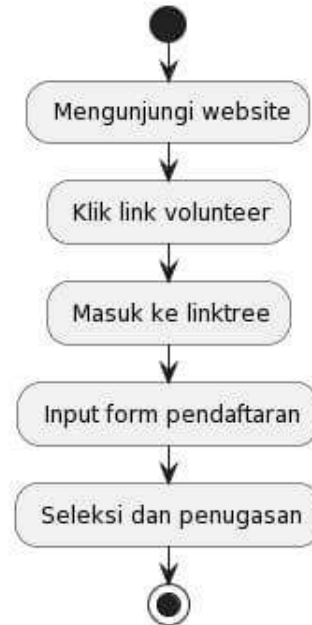 Mengunjungi website
Klik link volunteer
Masuk ke linktree
Input form pendaftaran
Seleksi dan penugasan